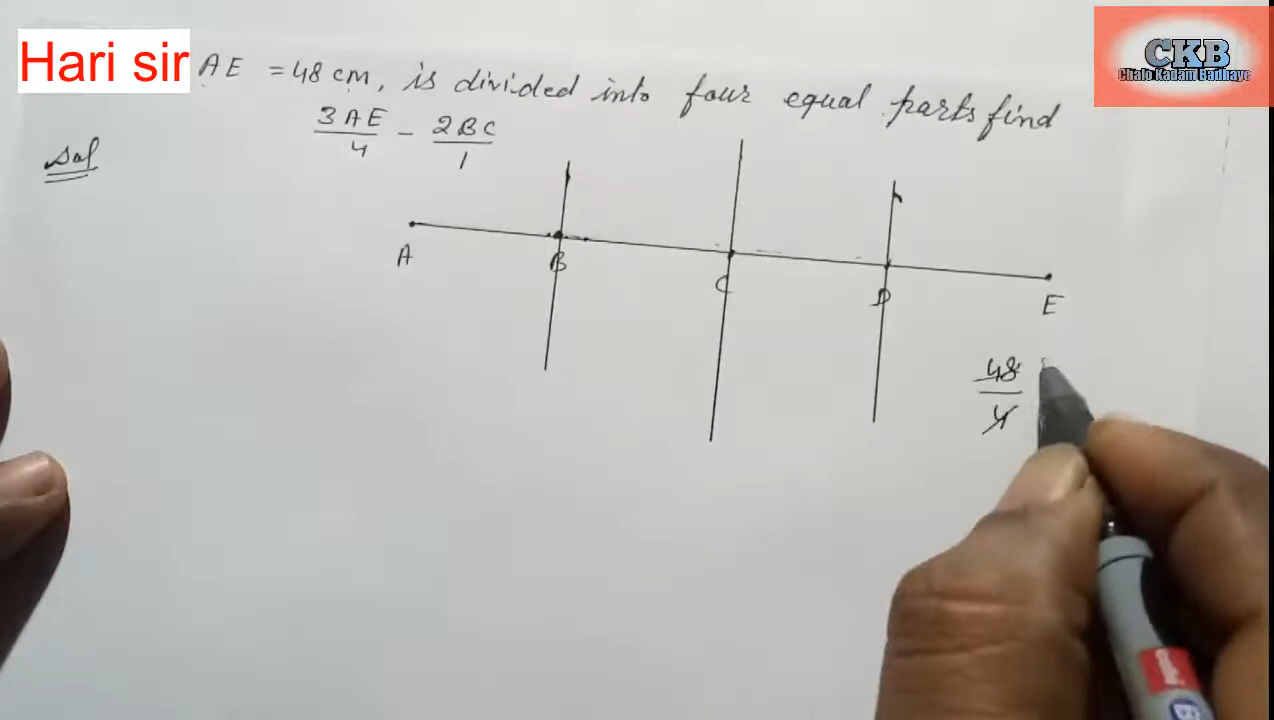 Hari sir
CKB
Chalo Kadam Badhaye
AE = 48 cm, is divided into four equal parts find
3AE/4 - 2BC/1
Sol
A B C D E
48/4